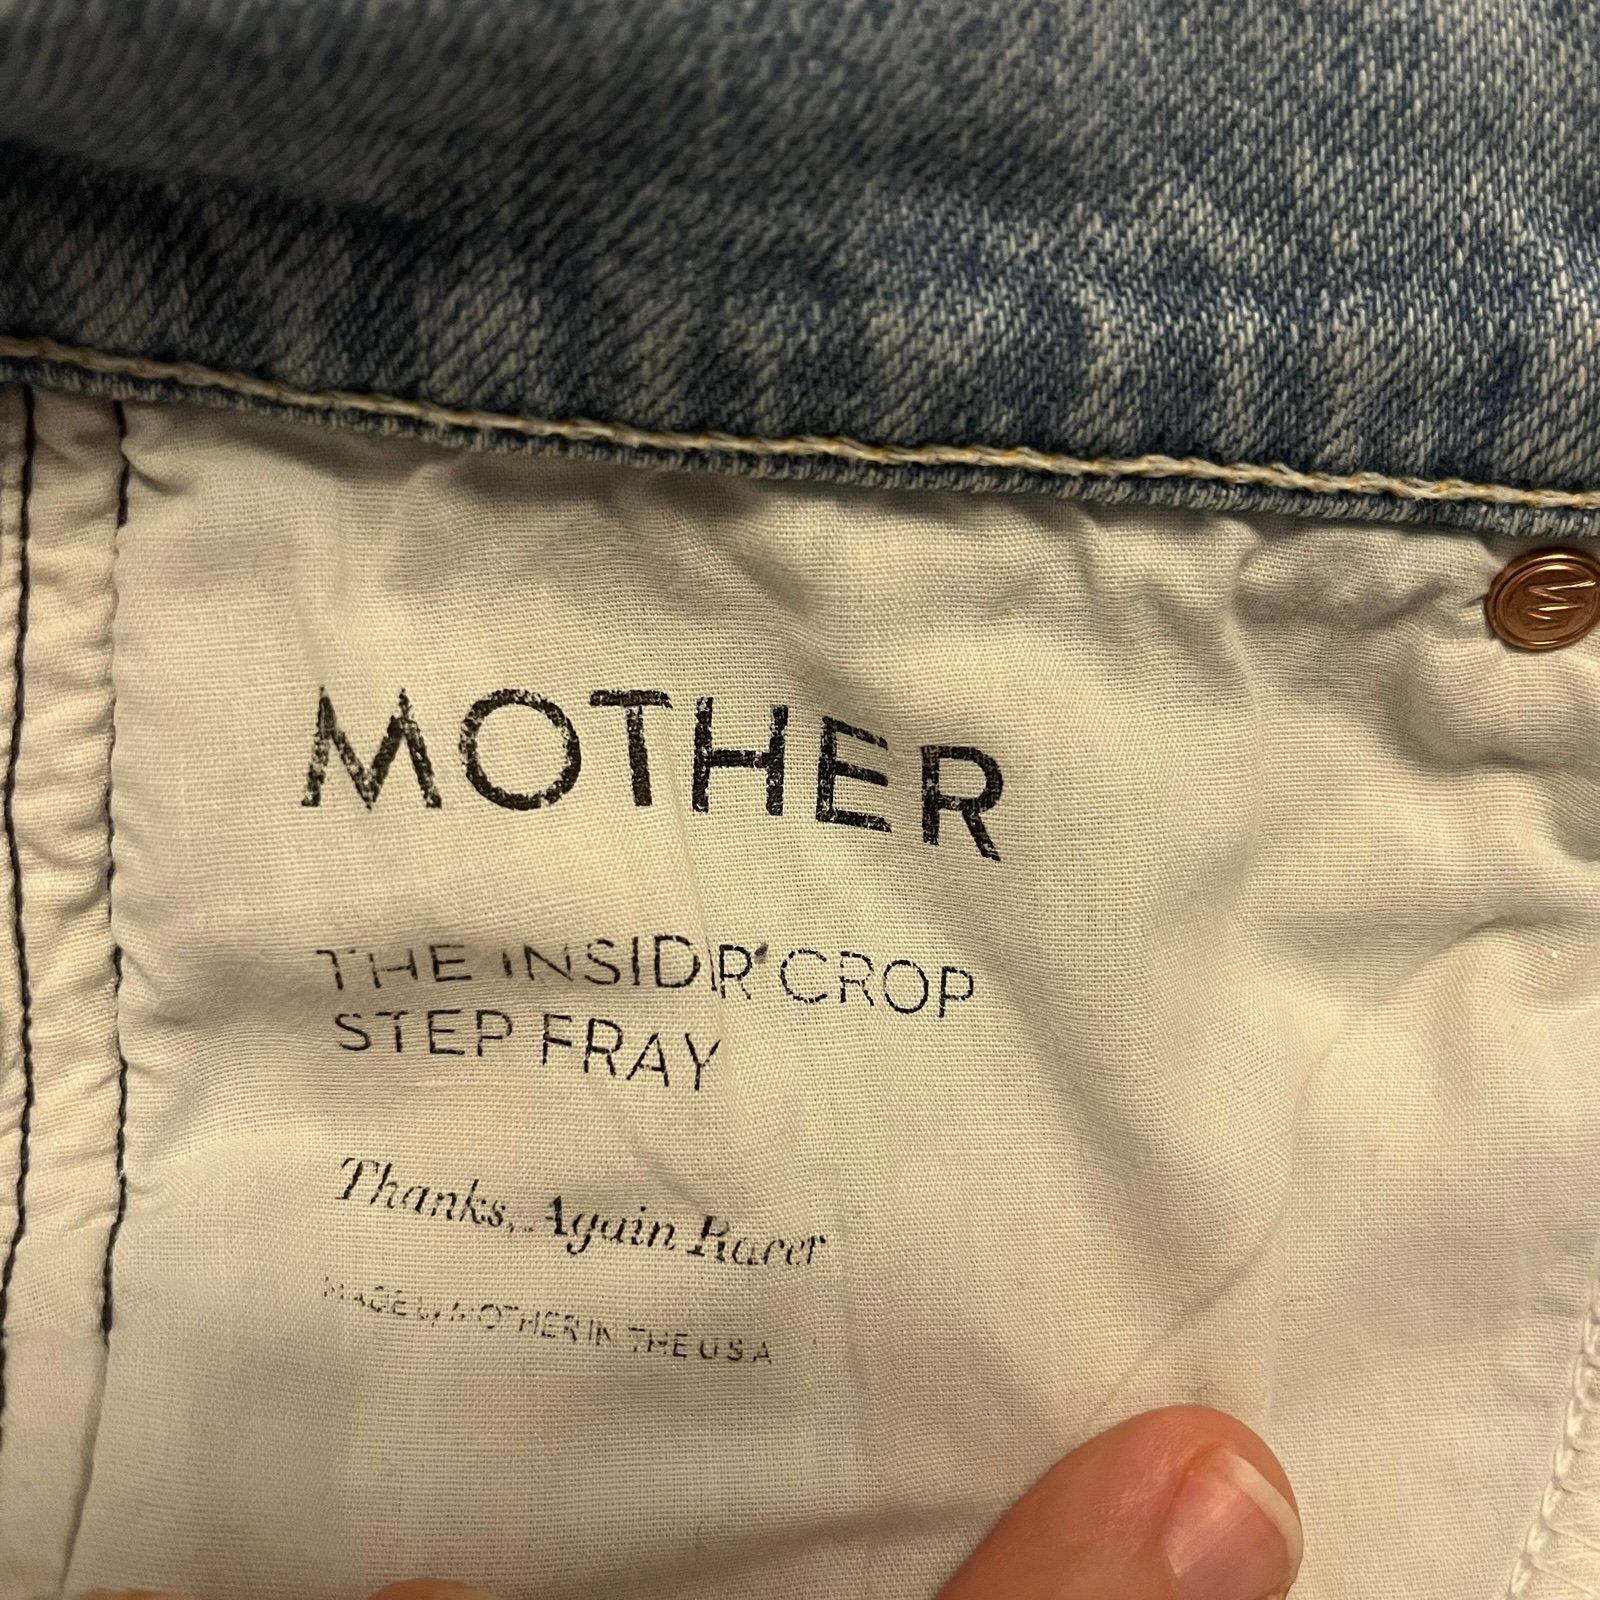 MOTHER
THE INSIDR CROP
STEP FRAY
Thanks, Again Racer
MADE by MOTHER IN THE USA
M